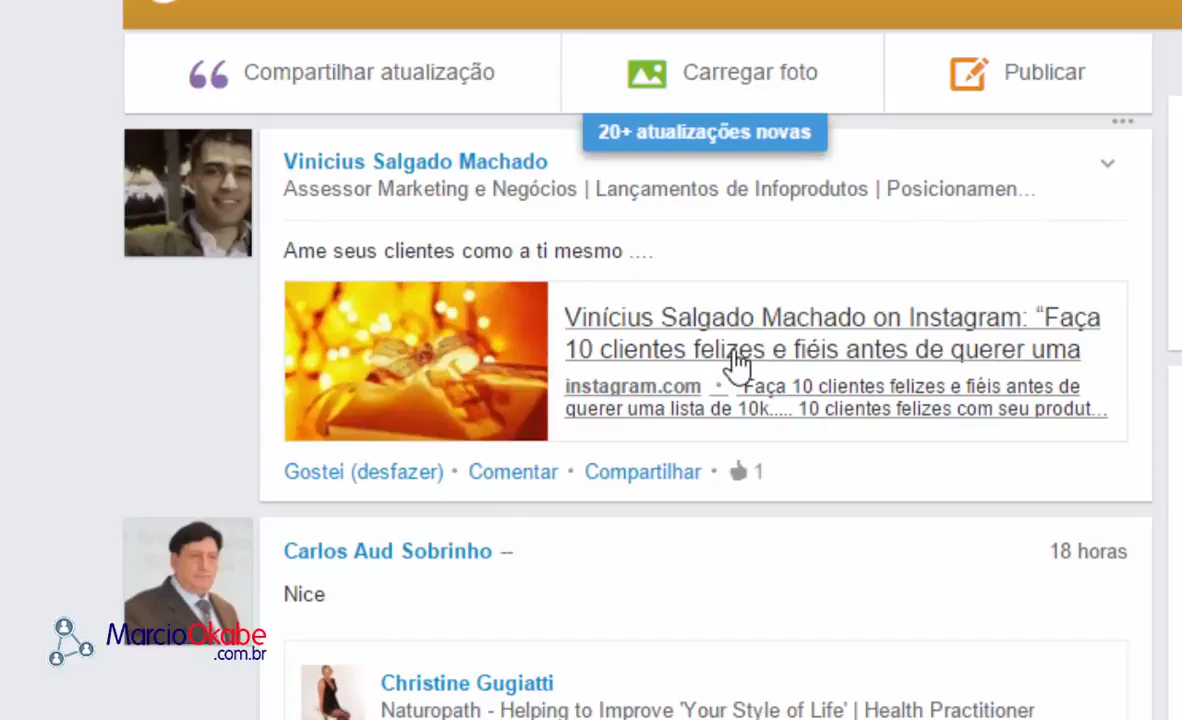 Compartilhar atualização
Carregar foto
Publicar
20+ atualizações novas
Vinicius Salgado Machado
Assessor Marketing e Negócios | Lançamentos de Infoprodutos | Posicionamen...
Ame seus clientes como a ti mesmo ....
Vinícius Salgado Machado on Instagram: “Faça
10 clientes felizes e fiéis antes de querer uma
instagram.com • “Faça 10 clientes felizes e fiéis antes de
querer uma lista de 10k..... 10 clientes felizes com seu produt...
Gostei (desfazer) • Comentar • Compartilhar • 1
Carlos Aud Sobrinho --
18 horas
Nice
MarcioOkabe
.com.br
Christine Gugiatti
Naturopath - Helping to Improve 'Your Style of Life' | Health Practitioner